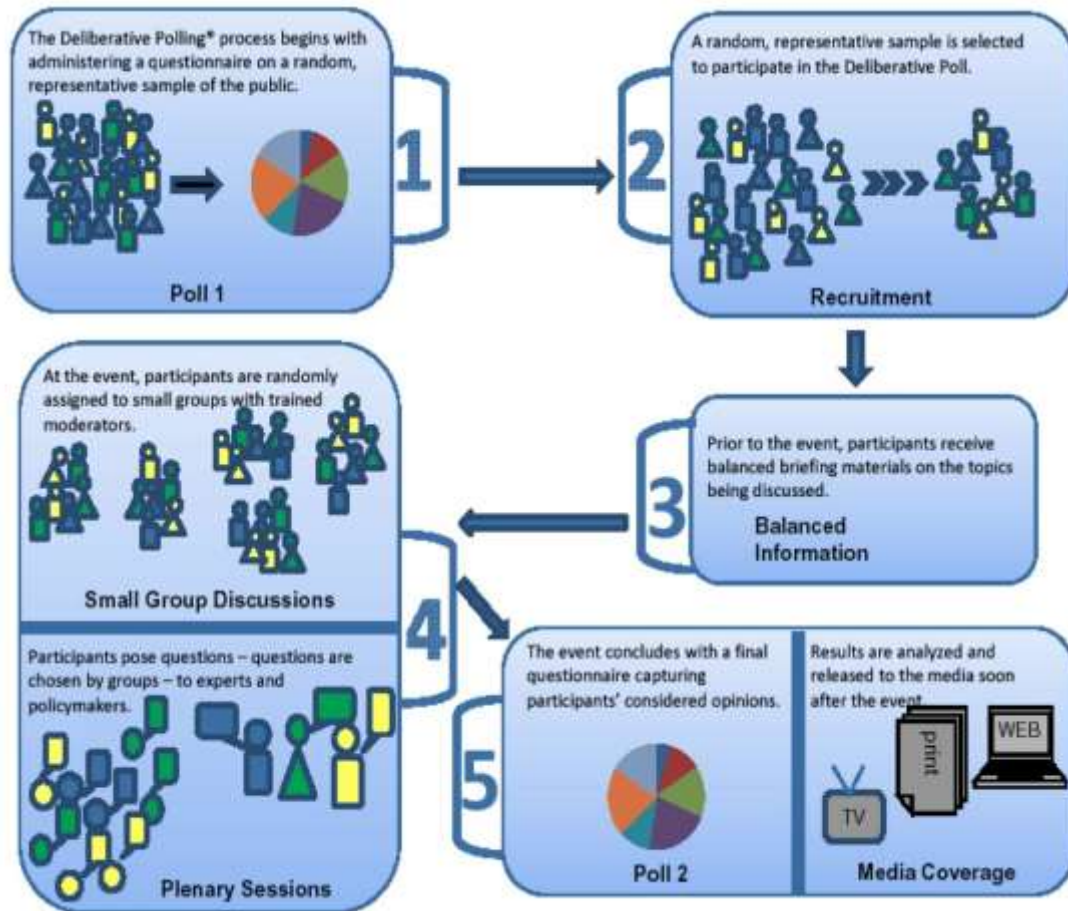 The Deliberative Polling® process begins with
administering a questionnaire on a random,
representative sample of the public.
1
Poll 1
A random, representative sample is selected
to participate in the Deliberative Poll.
2
Recruitment
Prior to the event, participants receive
balanced briefing materials on the topics
being discussed.
3
Balanced
Information
At the event, participants are randomly
assigned to small groups with trained
moderators.
Small Group Discussions
4
Participants pose questions – questions are
chosen by groups – to experts and
policymakers.
Plenary Sessions
The event concludes with a final
questionnaire capturing
participants' considered opinions.
5
Poll 2
Results are analyzed and
released to the media soon
after the event.
TV
print
WEB
Media Coverage